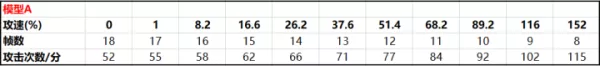 模型A
攻速(%) 0 1 8.2 16.6 26.2 37.6 51.4 68.2 89.2 116 152
帧数 18 17 16 15 14 13 12 11 10 9 8
攻击次数/分 52 55 58 62 66 71 77 84 92 102 115